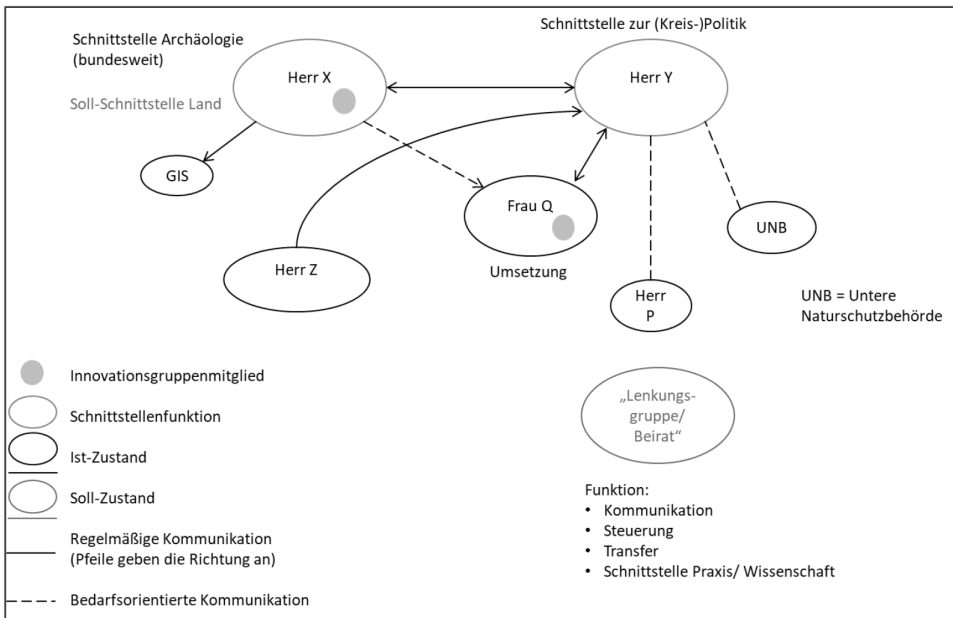 Schnittstelle zur (Kreis-)Politik
Schnittstelle Archäologie
(bundesweit)
Herr X
Herr Y
Soll-Schnittstelle Land
GIS
Frau Q
UNB
Herr Z
Umsetzung
Herr
P
UNB = Untere
Naturschutzbehörde
Innovationsgruppenmitglied
Schnittstellenfunktion
Ist-Zustand
Soll-Zustand
Regelmäßige Kommunikation
(Pfeile geben die Richtung an)
Bedarfsorientierte Kommunikation
„Lenkungs-
gruppe/
Beirat“
Funktion:
• Kommunikation
• Steuerung
• Transfer
• Schnittstelle Praxis/ Wissenschaft